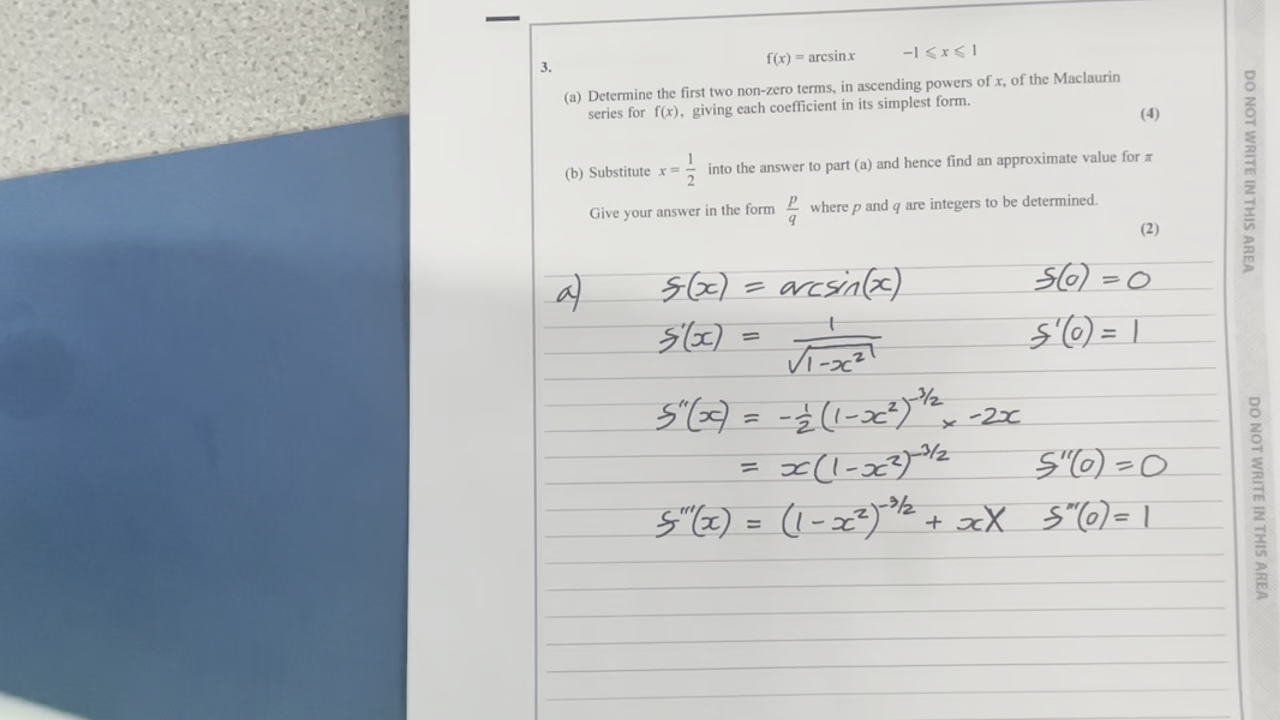 3.
f(x) = arcsin x   −1 ⩽ x ⩽ 1
(a) Determine the first two non-zero terms, in ascending powers of x, of the Maclaurin
series for f(x), giving each coefficient in its simplest form.
(4)
(b) Substitute x = 1/2 into the answer to part (a) and hence find an approximate value for π
Give your answer in the form p/q where p and q are integers to be determined.
(2)
a) f(x) = arcsin(x)   f(0) = 0
f'(x) = 1/√(1-x²)   f'(0) = 1
f''(x) = -½(1-x²)^(-3/2) × -2x
= x(1-x²)^(-3/2)   f''(0) = 0
f'''(x) = (1-x²)^(-3/2) + xX   f'''(0) = 1
DO NOT WRITE IN THIS AREA
DO NOT WRITE IN THIS AREA